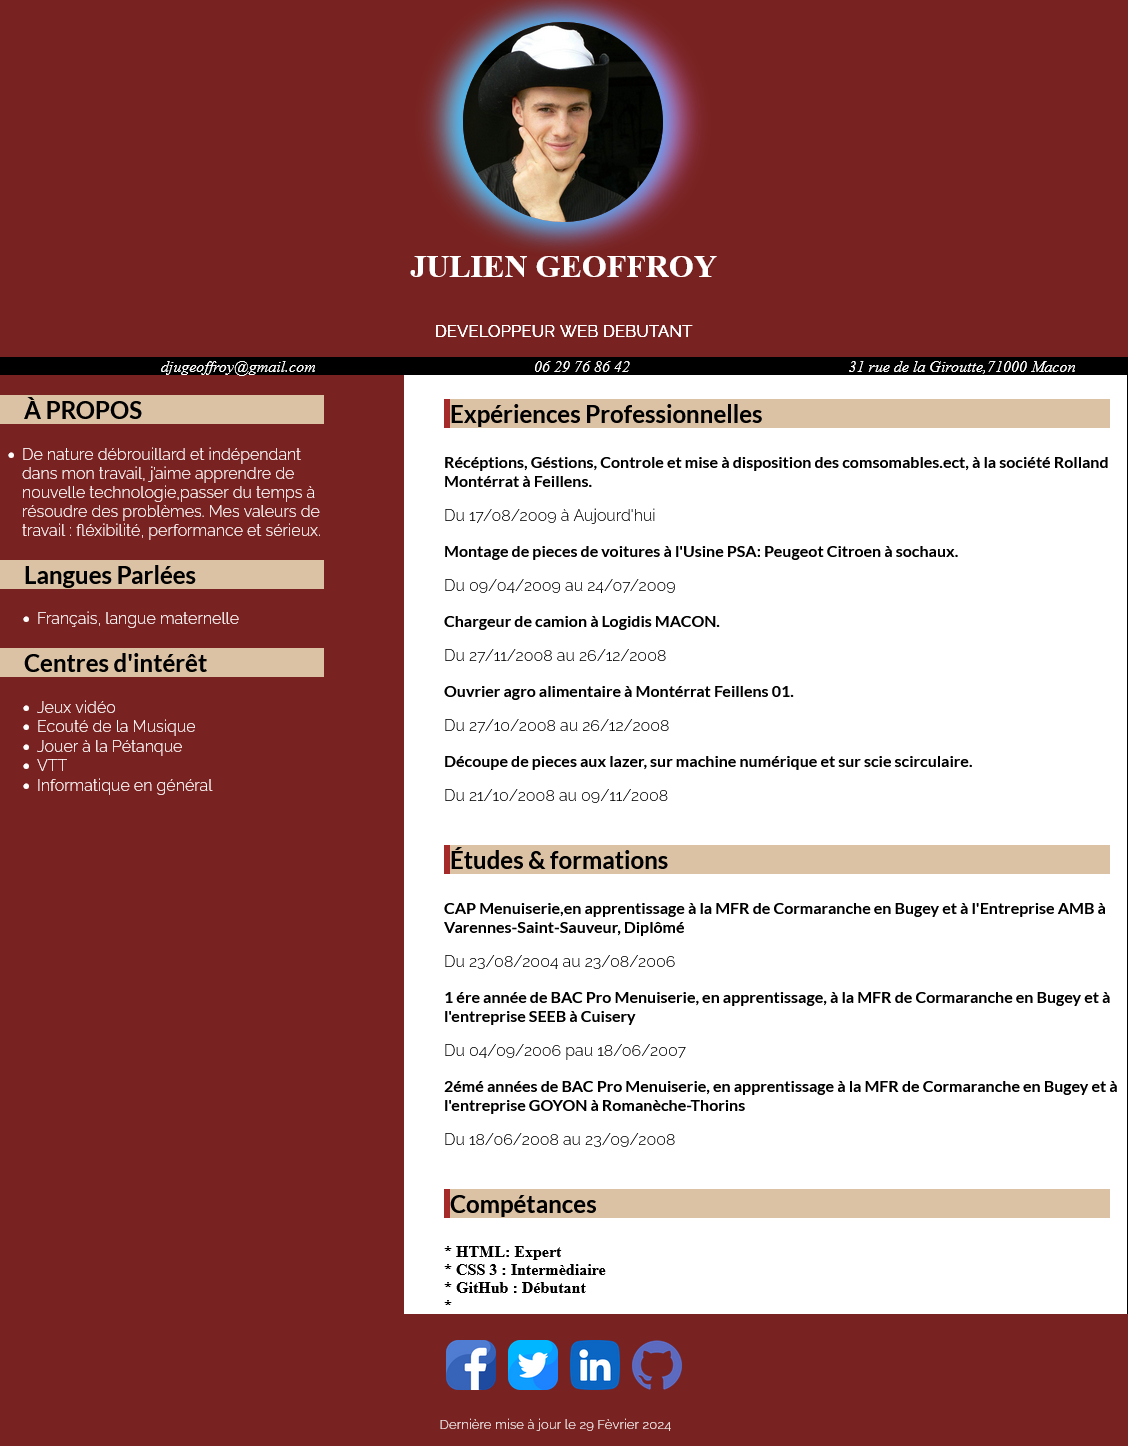 JULIEN GEOFFROY
DEVELOPPEUR WEB DEBUTANT
djugeoffroy@gmail.com
06 29 76 86 42
31 rue de la Giroutte,71000 Macon
À PROPOS
De nature débrouillard et indépendant
dans mon travail, j'aime apprendre de
nouvelle technologie,passer du temps à
résoudre des problèmes. Mes valeurs de
travail : fléxibilité, performance et sérieux.
Langues Parlées
Français, langue maternelle
Centres d'intérêt
Jeux vidéo
Ecouté de la Musique
Jouer à la Pétanque
VTT
Informatique en général
Expériences Professionnelles
Récéptions, Géstions, Controle et mise à disposition des comsomables.ect, à la société Rolland
Montérrat à Feillens.
Du 17/08/2009 à Aujourd'hui
Montage de pieces de voitures à l'Usine PSA: Peugeot Citroen à sochaux.
Du 09/04/2009 au 24/07/2009
Chargeur de camion à Logidis MACON.
Du 27/11/2008 au 26/12/2008
Ouvrier agro alimentaire à Montérrat Feillens 01.
Du 27/10/2008 au 26/12/2008
Découpe de pieces aux lazer, sur machine numérique et sur scie scirculaire.
Du 21/10/2008 au 09/11/2008
Études & formations
CAP Menuiserie,en apprentissage à la MFR de Cormaranche en Bugey et à l'Entreprise AMB à
Varennes-Saint-Sauveur, Diplômé
Du 23/08/2004 au 23/08/2006
1 ére année de BAC Pro Menuiserie, en apprentissage, à la MFR de Cormaranche en Bugey et à
l'entreprise SEEB à Cuisery
Du 04/09/2006 pau 18/06/2007
2émé années de BAC Pro Menuiserie, en apprentissage à la MFR de Cormaranche en Bugey et à
l'entreprise GOYON à Romanèche-Thorins
Du 18/06/2008 au 23/09/2008
Compétances
* HTML: Expert
* CSS 3 : Intermèdiaire
* GitHub : Débutant
*
Dernière mise à jour le 29 Fèvrier 2024